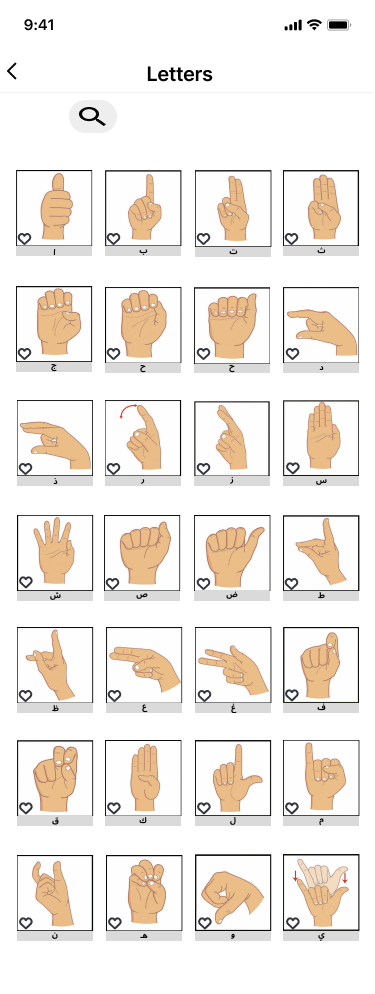 9:41
Letters
ا ب ت ث
ج ح ح د
ذ ر ز س
ش ص ض ط
ظ ع غ ف
ق ك ل م
ن هـ و ي